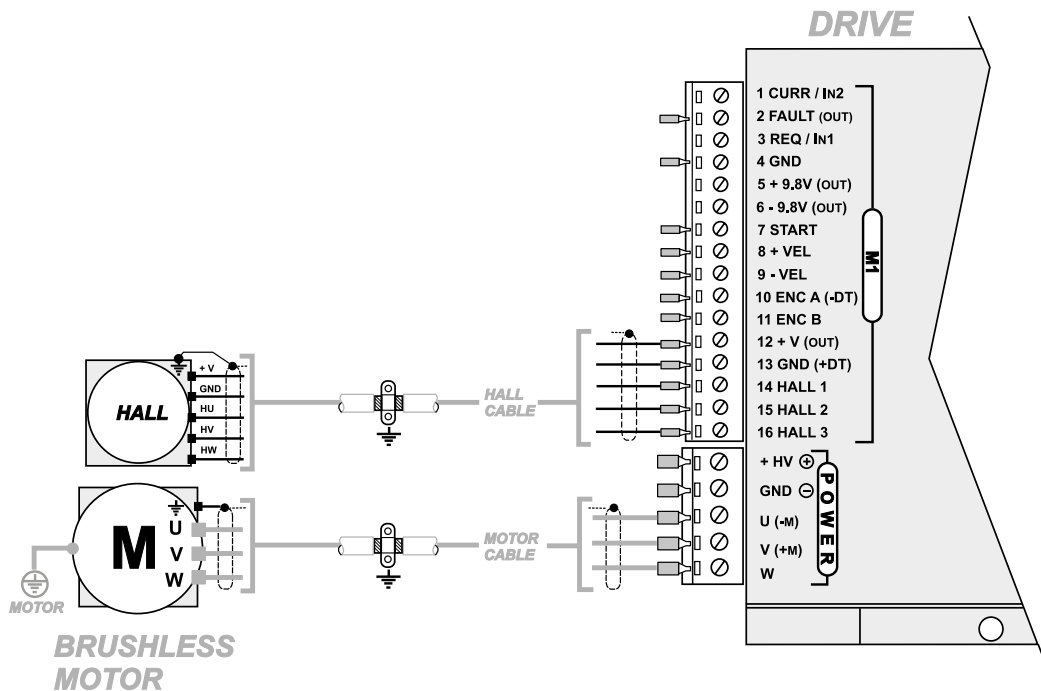 DRIVE
1 CURR / IN2
2 FAULT (OUT)
3 REQ / IN1
4 GND
5 + 9.8V (OUT)
6 - 9.8V (OUT)
7 START
8 + VEL
9 - VEL
10 ENC A (-DT)
11 ENC B
12 + V (OUT)
13 GND (+DT)
14 HALL 1
15 HALL 2
16 HALL 3
M1
+ HV ⊕
GND ⊖
U (-M)
V (+M)
W
POWER
HALL
+ V
GND
HU
HV
HW
HALL
CABLE
M
U
V
W
MOTOR
CABLE
MOTOR
BRUSHLESS
MOTOR